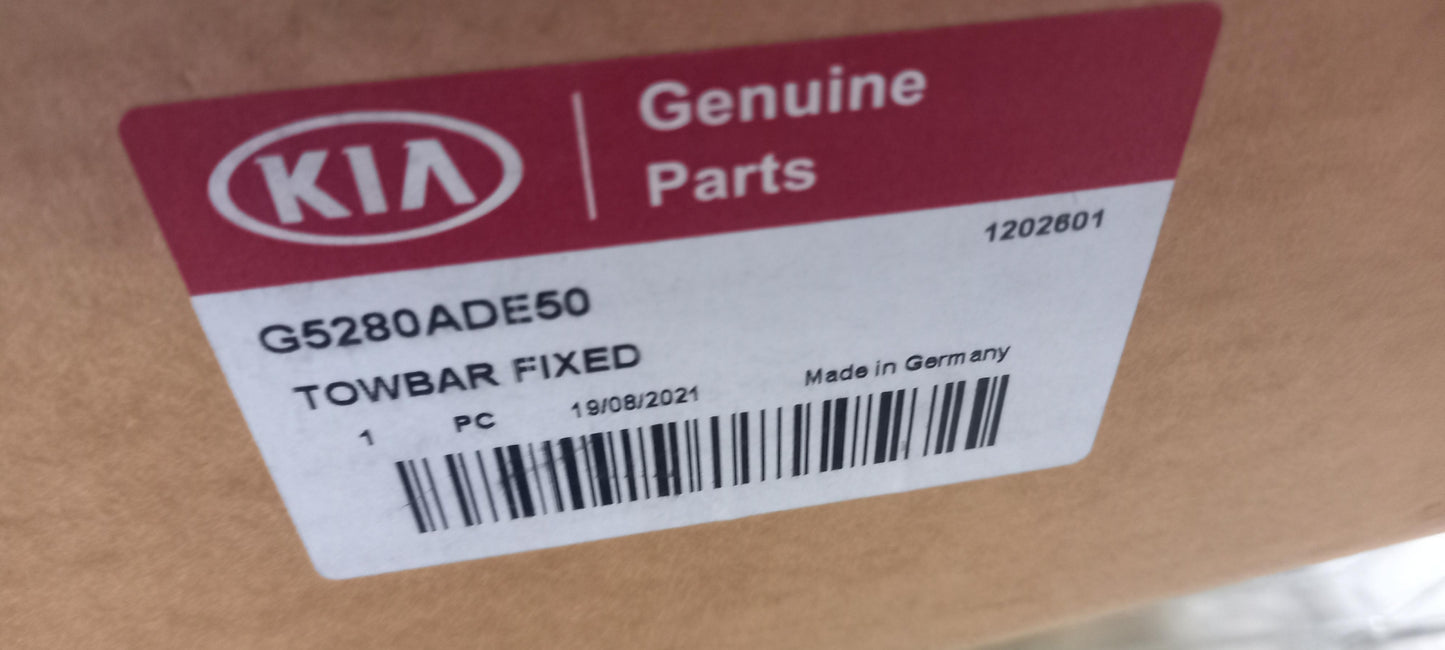 KIA
Genuine
Parts
1202601
G5280ADE50
TOWBAR FIXED
1 PC 19/08/2021 Made in Germany